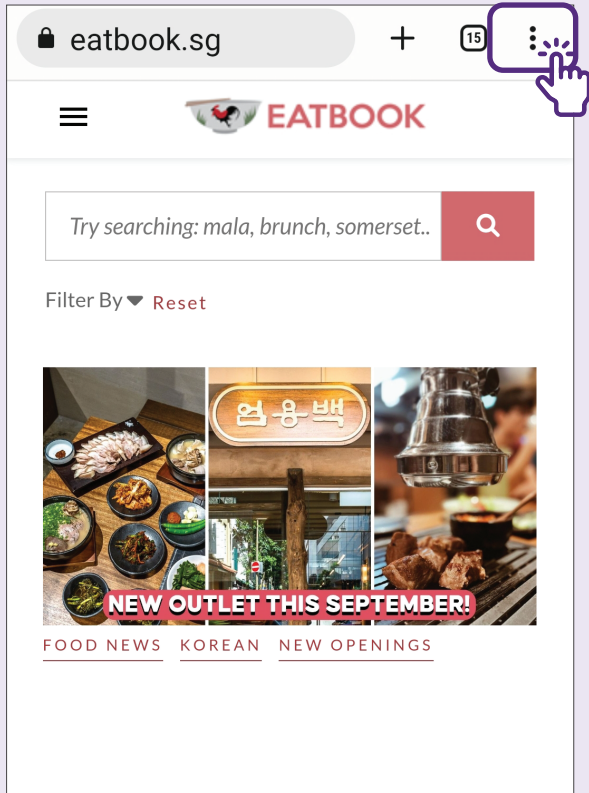 eatbook.sg
15
EATBOOK
Try searching: mala, brunch, somerset..
Filter By
Reset
엄용백
NEW OUTLET THIS SEPTEMBER!
FOOD NEWS KOREAN NEW OPENINGS